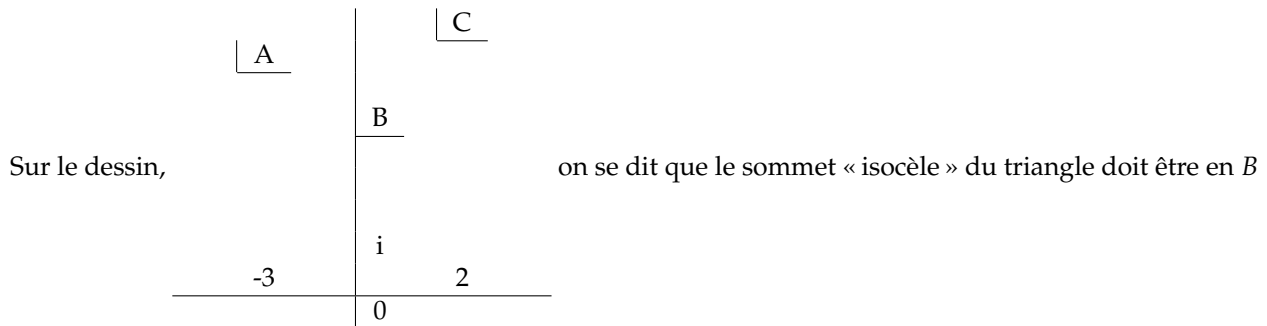 C
A
B
Sur le dessin, on se dit que le sommet « isocèle » du triangle doit être en B
i
-3 2
0